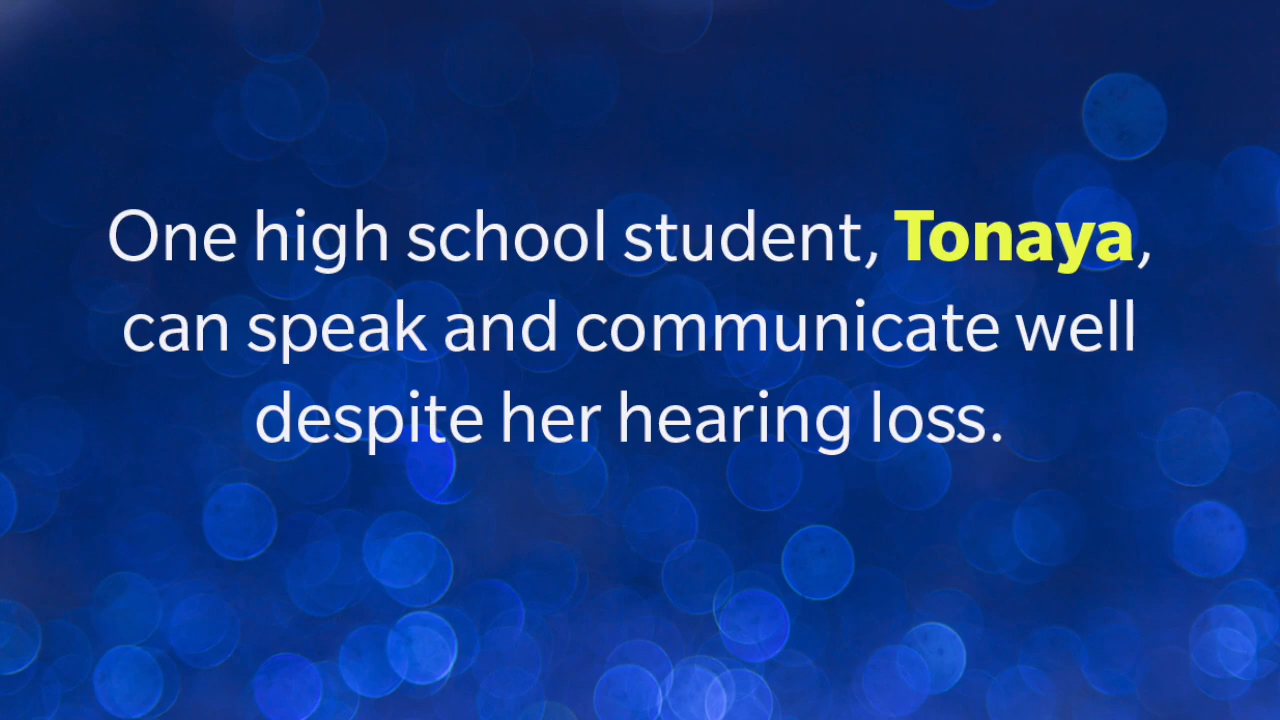 One high school student, Tonaya,
can speak and communicate well
despite her hearing loss.